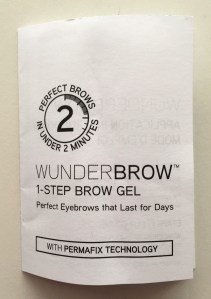 PERFECT BROWS
2
IN UNDER 2 MINUTES
WUNDERBROW™
1-STEP BROW GEL
Perfect Eyebrows that Last for Days
WITH PERMAFIX TECHNOLOGY